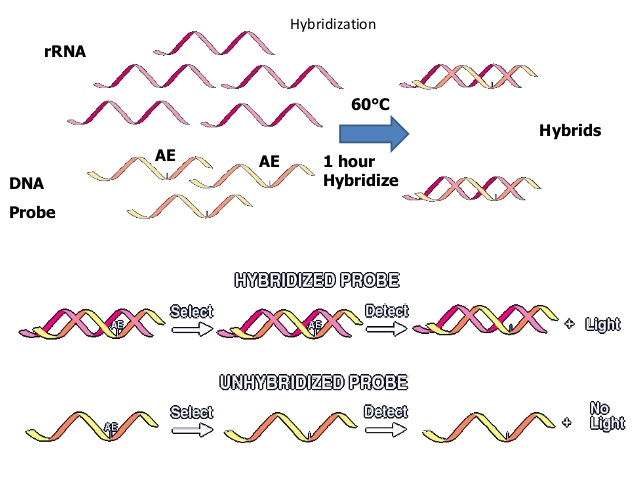 Hybridization
rRNA
60°C
Hybrids
AE
AE
1 hour
Hybridize
DNA
Probe
HYBRIDIZED PROBE
Select
Detect
AE
AE
+ Light
UNHYBRIDIZED PROBE
Select
Detect
AE
+ No
Light